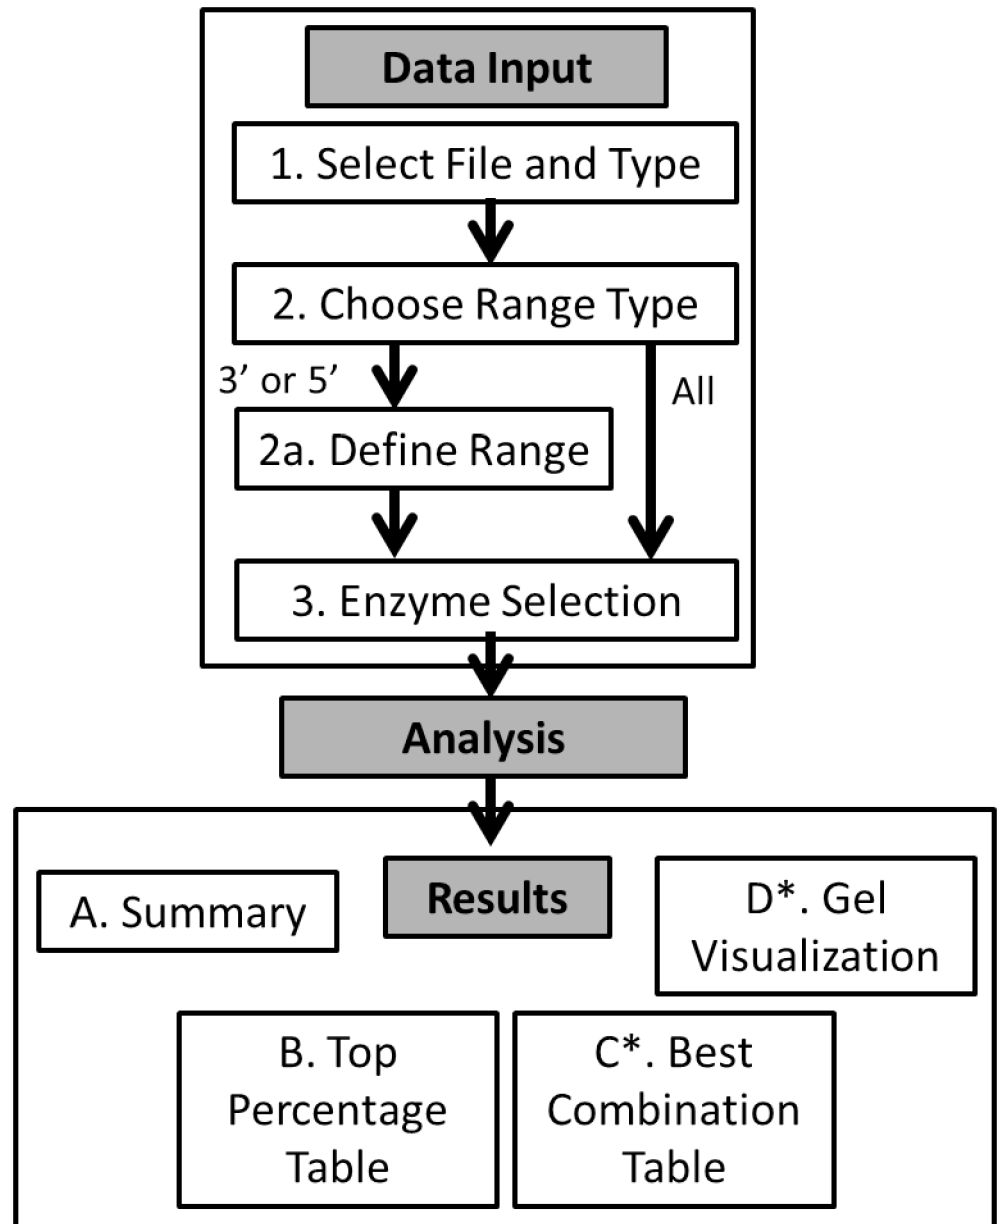 Data Input
1. Select File and Type
2. Choose Range Type
3’ or 5’
All
2a. Define Range
3. Enzyme Selection
Analysis
Results
A. Summary
D*. Gel
Visualization
B. Top
Percentage
Table
C*. Best
Combination
Table